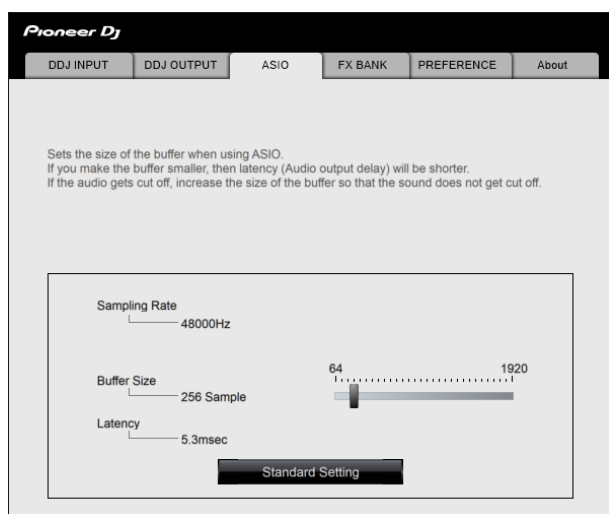 Pioneer Dj
DDJ INPUT
DDJ OUTPUT
ASIO
FX BANK
PREFERENCE
About
Sets the size of the buffer when using ASIO.
If you make the buffer smaller, then latency (Audio output delay) will be shorter.
If the audio gets cut off, increase the size of the buffer so that the sound does not get cut off.
Sampling Rate
48000Hz
64
1920
Buffer Size
256 Sample
Latency
5.3msec
Standard Setting